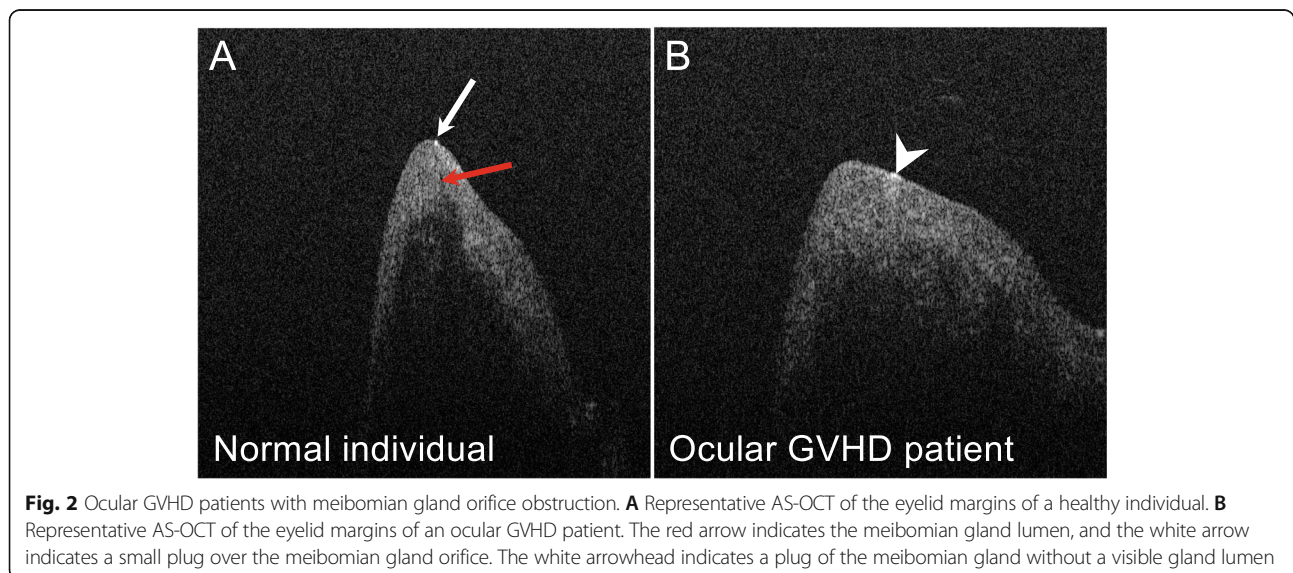 A
B
Normal individual
Ocular GVHD patient
Fig. 2 Ocular GVHD patients with meibomian gland orifice obstruction. A Representative AS-OCT of the eyelid margins of a healthy individual. B
Representative AS-OCT of the eyelid margins of an ocular GVHD patient. The red arrow indicates the meibomian gland lumen, and the white arrow
indicates a small plug over the meibomian gland orifice. The white arrowhead indicates a plug of the meibomian gland without a visible gland lumen